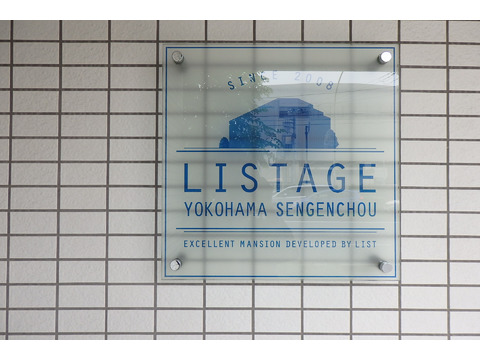 SINCE 2008
LISTAGE
YOKOHAMA SENGENCHOU
EXCELLENT MANSION DEVELOPED BY LIST